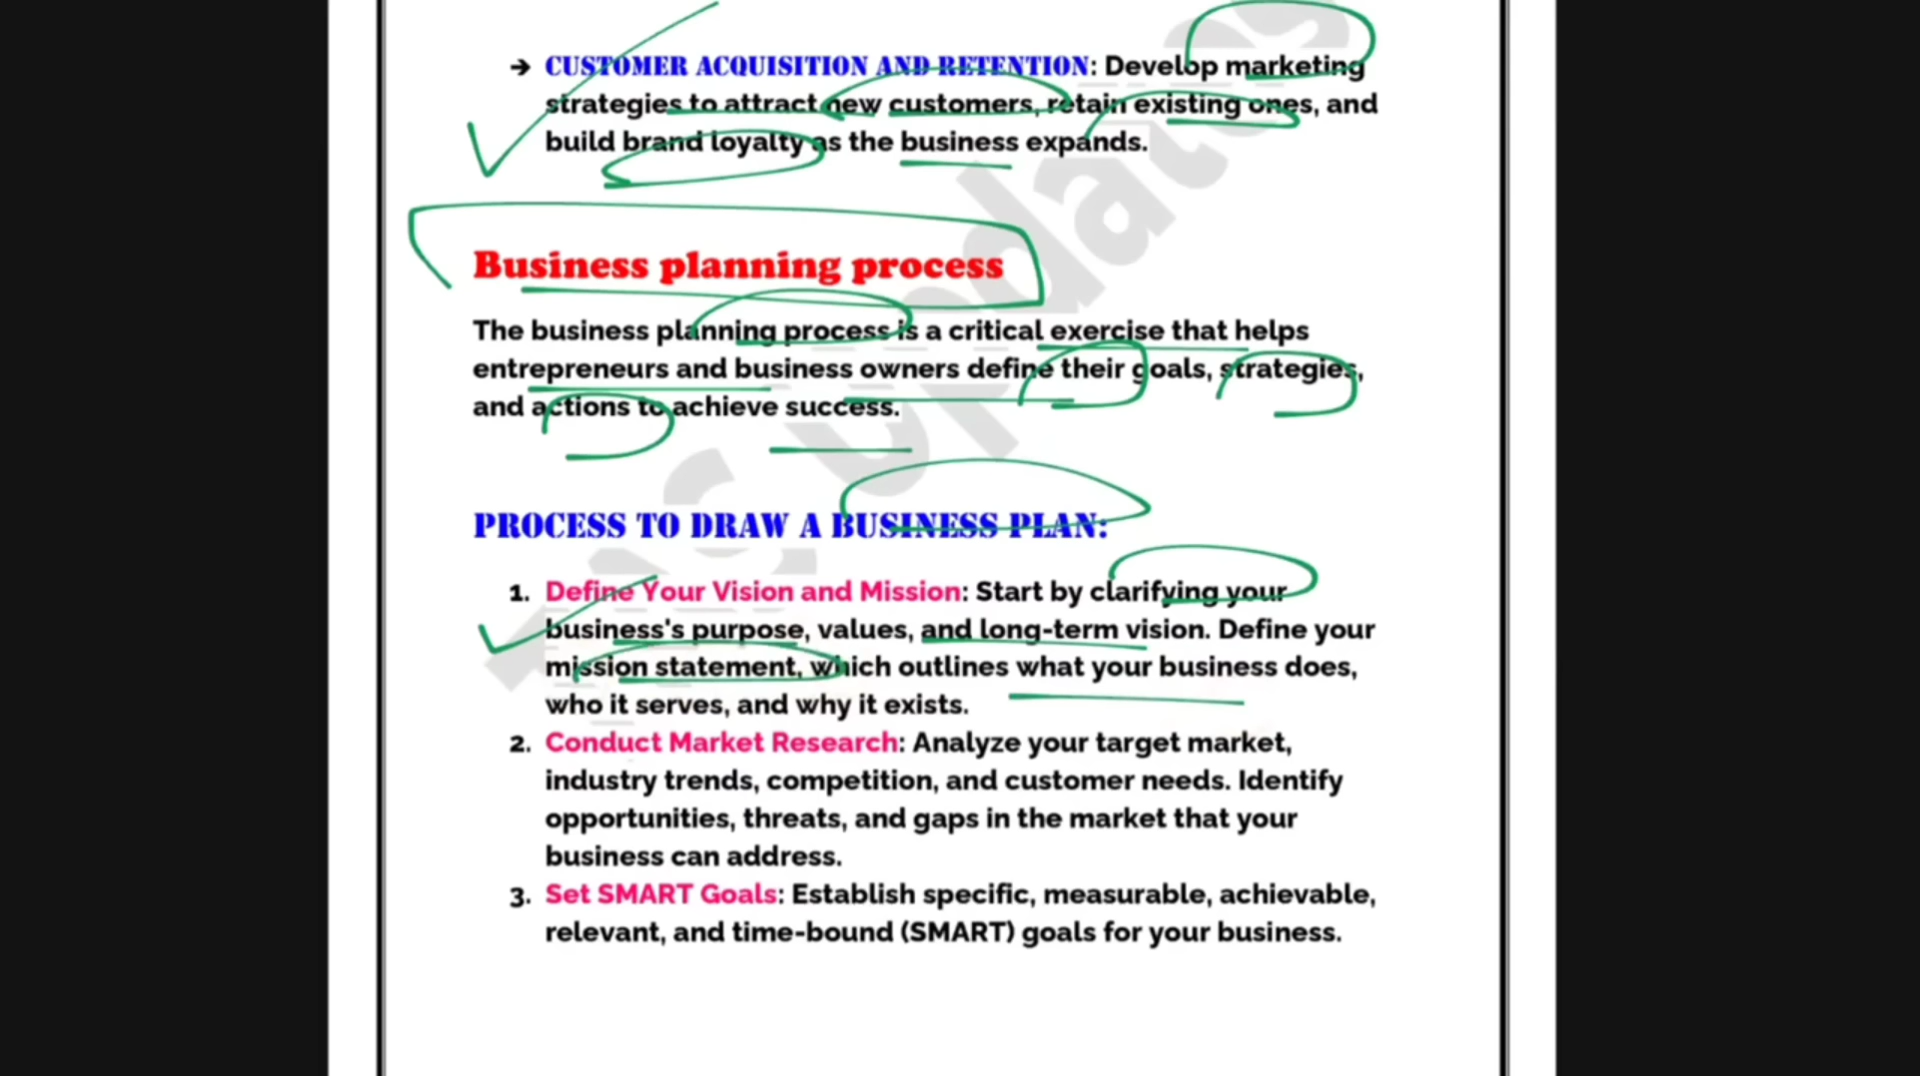 → CUSTOMER ACQUISITION AND RETENTION: Develop marketing
strategies to attract new customers, retain existing ones, and
build brand loyalty as the business expands.
Business planning process
The business planning process is a critical exercise that helps
entrepreneurs and business owners define their goals, strategies,
and actions to achieve success.
PROCESS TO DRAW A BUSINESS PLAN:
1. Define Your Vision and Mission: Start by clarifying your
business's purpose, values, and long-term vision. Define your
mission statement, which outlines what your business does,
who it serves, and why it exists.
2. Conduct Market Research: Analyze your target market,
industry trends, competition, and customer needs. Identify
opportunities, threats, and gaps in the market that your
business can address.
3. Set SMART Goals: Establish specific, measurable, achievable,
relevant, and time-bound (SMART) goals for your business.